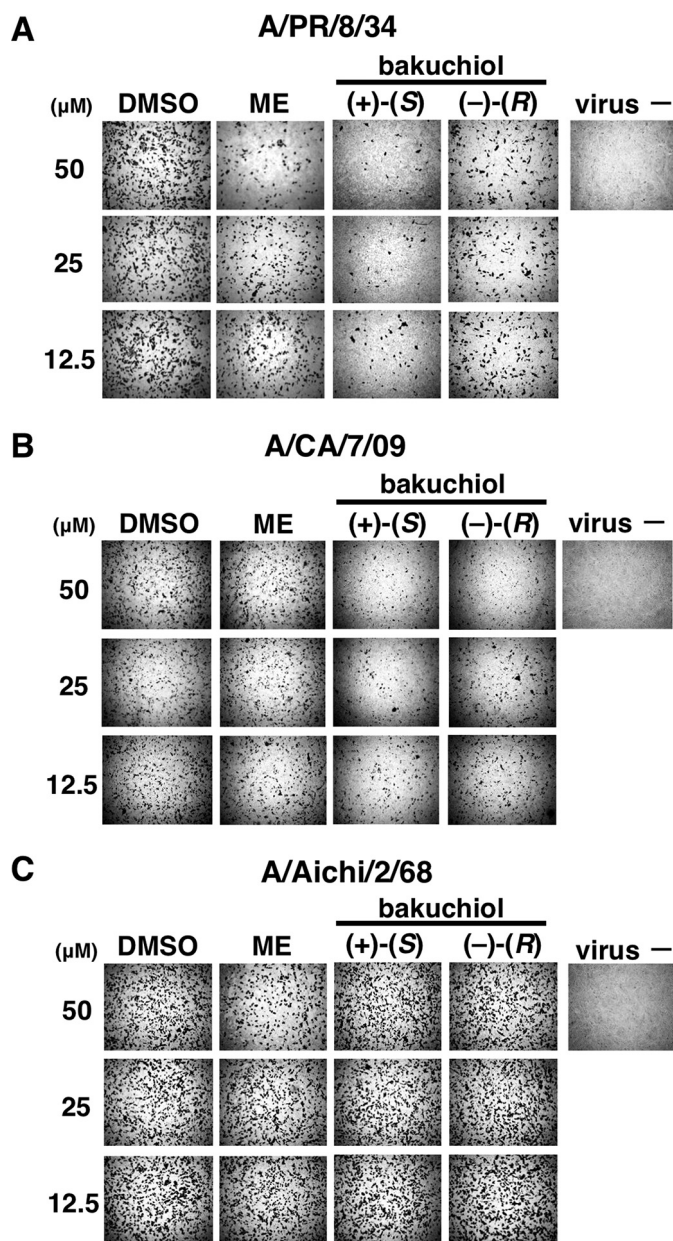 A
A/PR/8/34
bakuchiol
(µM) DMSO ME (+)-(S) (–)-(R) virus –
50
25
12.5
B
A/CA/7/09
bakuchiol
(µM) DMSO ME (+)-(S) (–)-(R) virus –
50
25
12.5
C
A/Aichi/2/68
bakuchiol
(µM) DMSO ME (+)-(S) (–)-(R) virus –
50
25
12.5